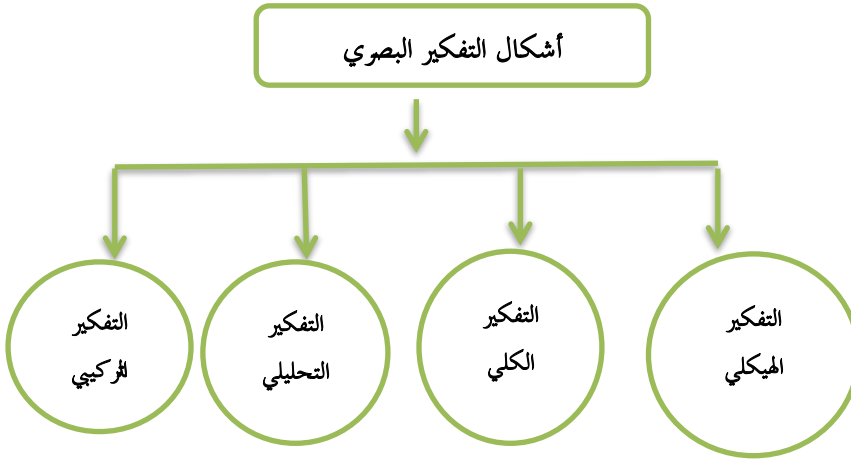 أشكال التفكير البصري
التفكير
الهيكلي
التفكير
الكلي
التفكير
التحليلي
التفكير
التركيبي